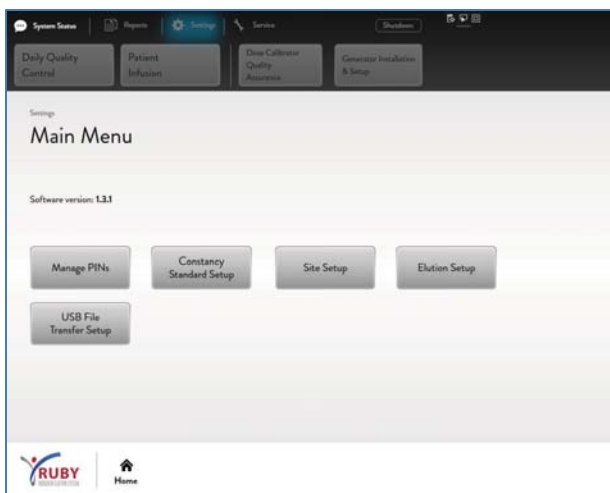 System Status
Reports
Settings
Service
Shutdown
Daily Quality
Control
Patient
Infusion
Dose Calibrator
Quality
Assurance
Generator Installation
& Setup
Settings
Main Menu
Software version: 1.3.1
Manage PINs
Constancy
Standard Setup
Site Setup
Elution Setup
USB File
Transfer Setup
RUBY
Home